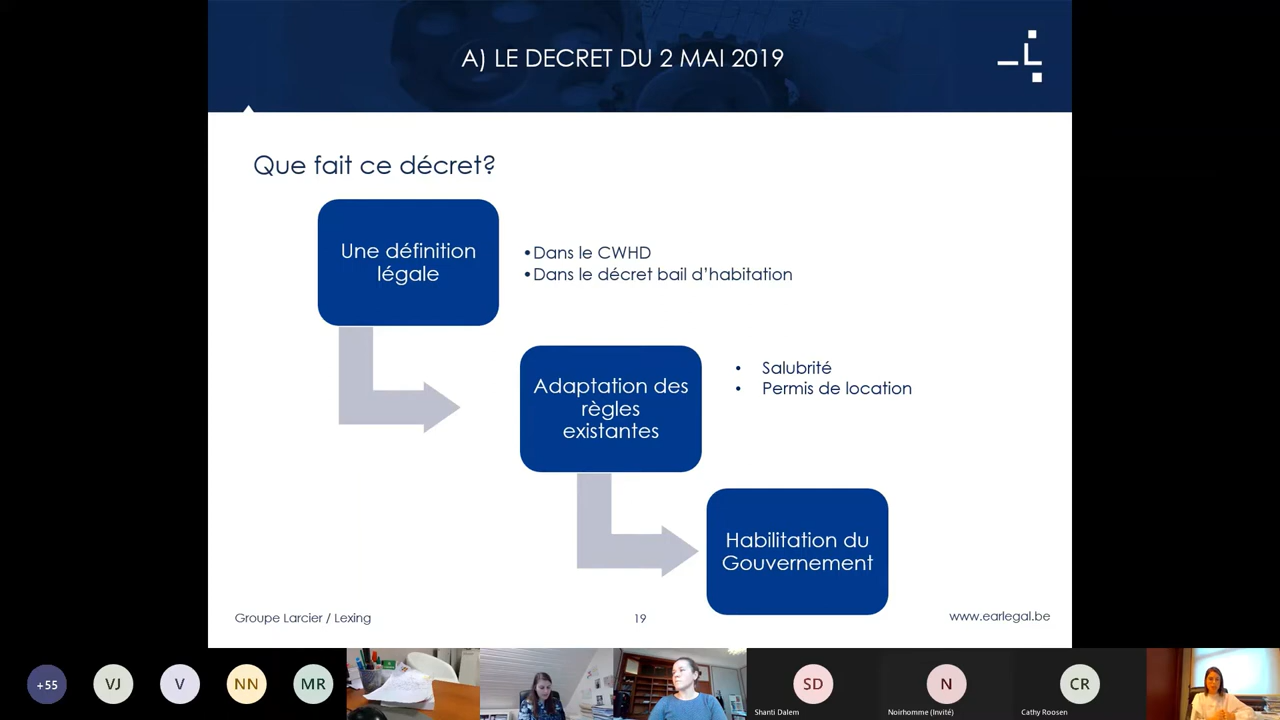 A) LE DECRET DU 2 MAI 2019
Que fait ce décret?
Une définition
légale
•Dans le CWHD
•Dans le décret bail d'habitation
Adaptation des
règles
existantes
• Salubrité
• Permis de location
Habilitation du
Gouvernement
Groupe Larcier / Lexing
19
www.earlegal.be
+55
VJ
V
NN
MR
SD
N
CR
Shanti Dalem
Noirhomme (Invité)
Cathy Roosen